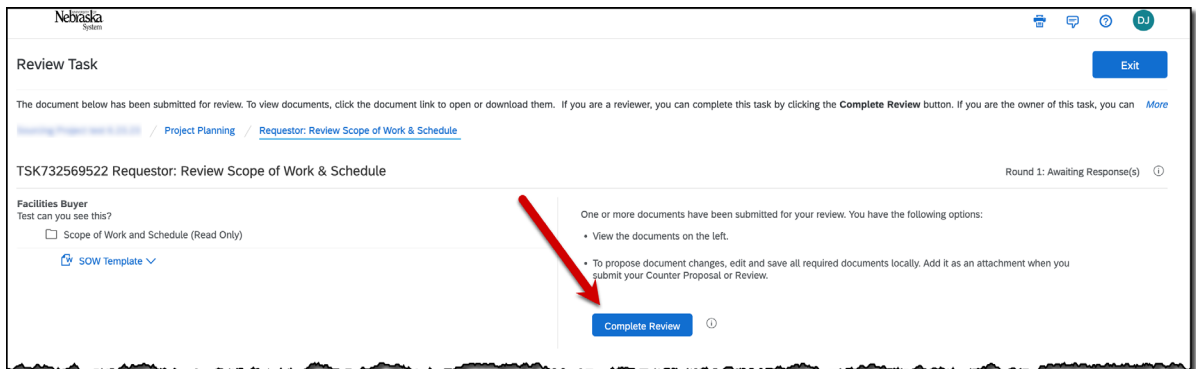 Nebraska
System
DJ
Review Task
Exit
The document below has been submitted for review. To view documents, click the document link to open or download them. If you are a reviewer, you can complete this task by clicking the Complete Review button. If you are the owner of this task, you can More
/ Project Planning / Requestor: Review Scope of Work & Schedule
TSK732569522 Requestor: Review Scope of Work & Schedule
Round 1: Awaiting Response(s)
Facilities Buyer
Test can you see this?
Scope of Work and Schedule (Read Only)
SOW Template
One or more documents have been submitted for your review. You have the following options:
• View the documents on the left.
• To propose document changes, edit and save all required documents locally. Add it as an attachment when you
submit your Counter Proposal or Review.
Complete Review